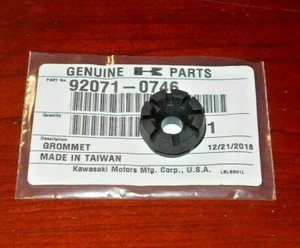 GENUINE K PARTS
PART No.
92071-0746
Quantity
1
Description
GROMMET 12/21/2018
MADE IN TAIWAN
Kawasaki Motors Mfg. Corp., U.S.A.